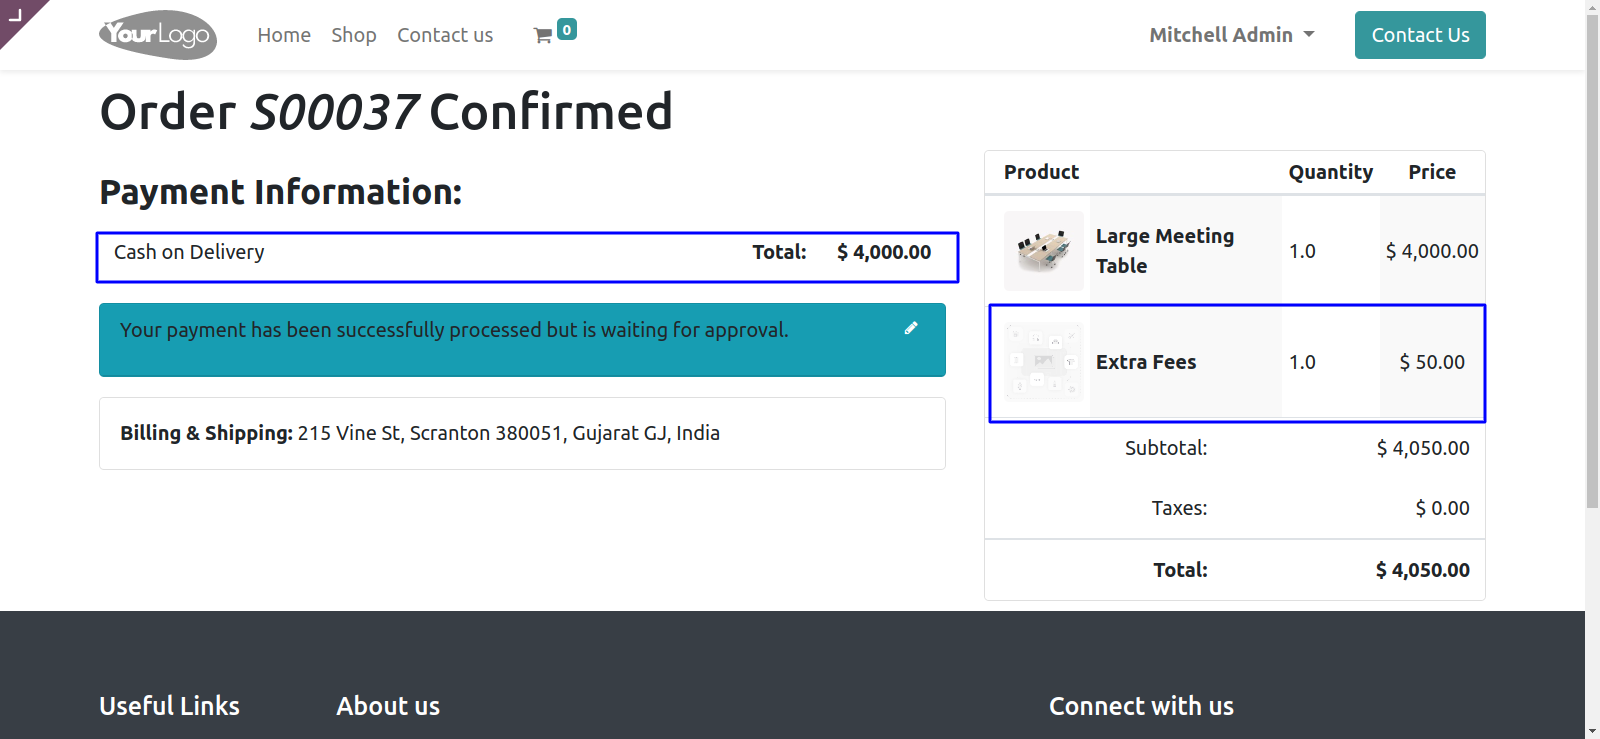 YourLogo
Home Shop Contact us 0 Mitchell Admin Contact Us
Order S00037 Confirmed
Payment Information:
Cash on Delivery Total: $ 4,000.00
Your payment has been successfully processed but is waiting for approval.
Billing & Shipping: 215 Vine St, Scranton 380051, Gujarat GJ, India
Product Quantity Price
Large Meeting
Table 1.0 $ 4,000.00
Extra Fees 1.0 $ 50.00
Subtotal: $ 4,050.00
Taxes: $ 0.00
Total: $ 4,050.00
Useful Links About us Connect with us